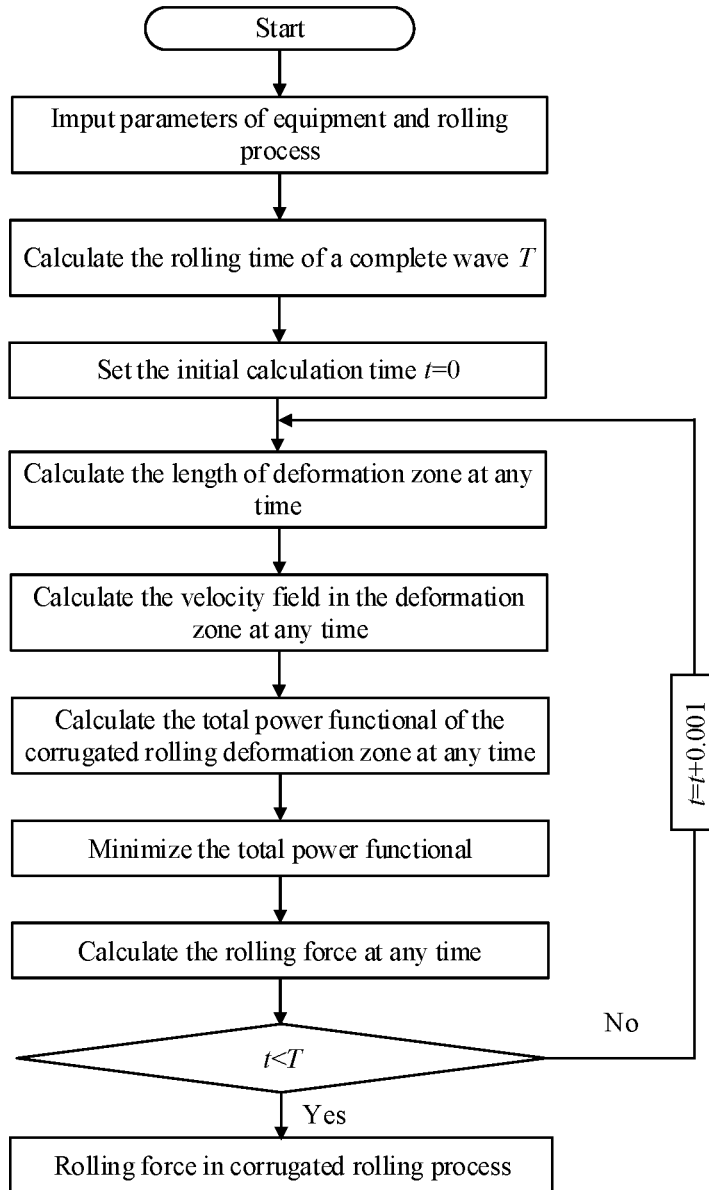 Start
Imput parameters of equipment and rolling
process
Calculate the rolling time of a complete wave T
Set the initial calculation time t=0
Calculate the length of deformation zone at any
time
Calculate the velocity field in the deformation
zone at any time
Calculate the total power functional of the
corrugated rolling deformation zone at any time
t=t+0.001
Minimize the total power functional
Calculate the rolling force at any time
No
t<T
Yes
Rolling force in corrugated rolling process